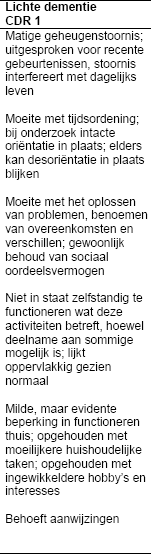 Lichte dementie
CDR 1
Matige geheugenstoornis;
uitgesproken voor recente
gebeurtenissen, stoornis
interfereert met dagelijks
leven
Moeite met tijdsordening;
bij onderzoek intacte
oriëntatie in plaats; elders
kan desoriëntatie in plaats
blijken
Moeite met het oplossen
van problemen, benoemen
van overeenkomsten en
verschillen; gewoonlijk
behoud van sociaal
oordeelsvermogen
Niet in staat zelfstandig te
functioneren wat deze
activiteiten betreft, hoewel
deelname aan sommige
mogelijk is; lijkt
oppervlakkig gezien
normaal
Milde, maar evidente
beperking in functioneren
thuis; opgehouden met
moeilijkere huishoudelijke
taken; opgehouden met
ingewikkeldere hobby's en
interesses
Behoeft aanwijzingen